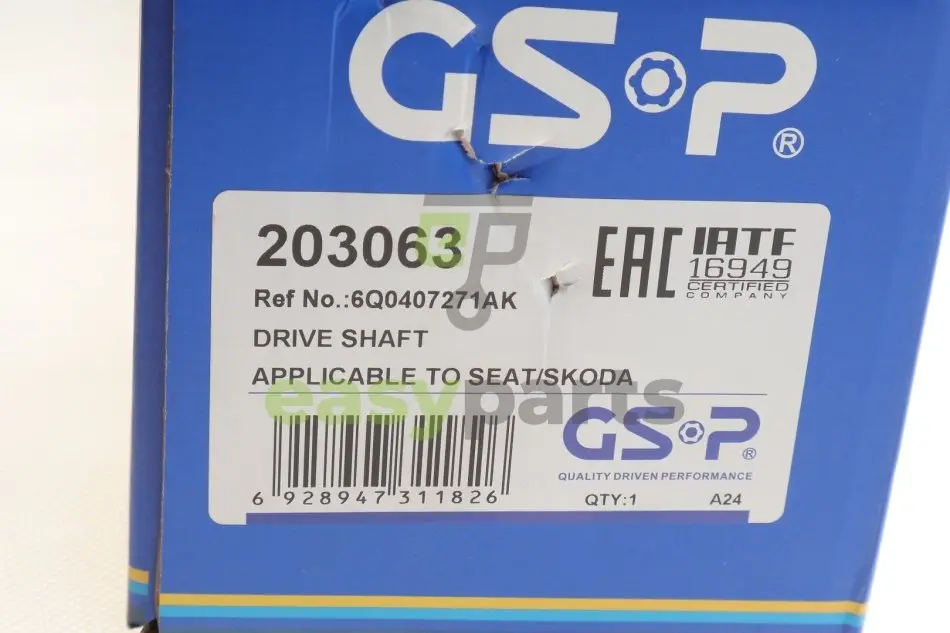 GSP®
203063
EAC
IATF
16949
CERTIFIED
COMPANY
Ref No.:6Q0407271AK
DRIVE SHAFT
APPLICABLE TO SEAT/SKODA
easyparts
GSP®
QUALITY DRIVEN PERFORMANCE
6 928947 311826
QTY:1 A24